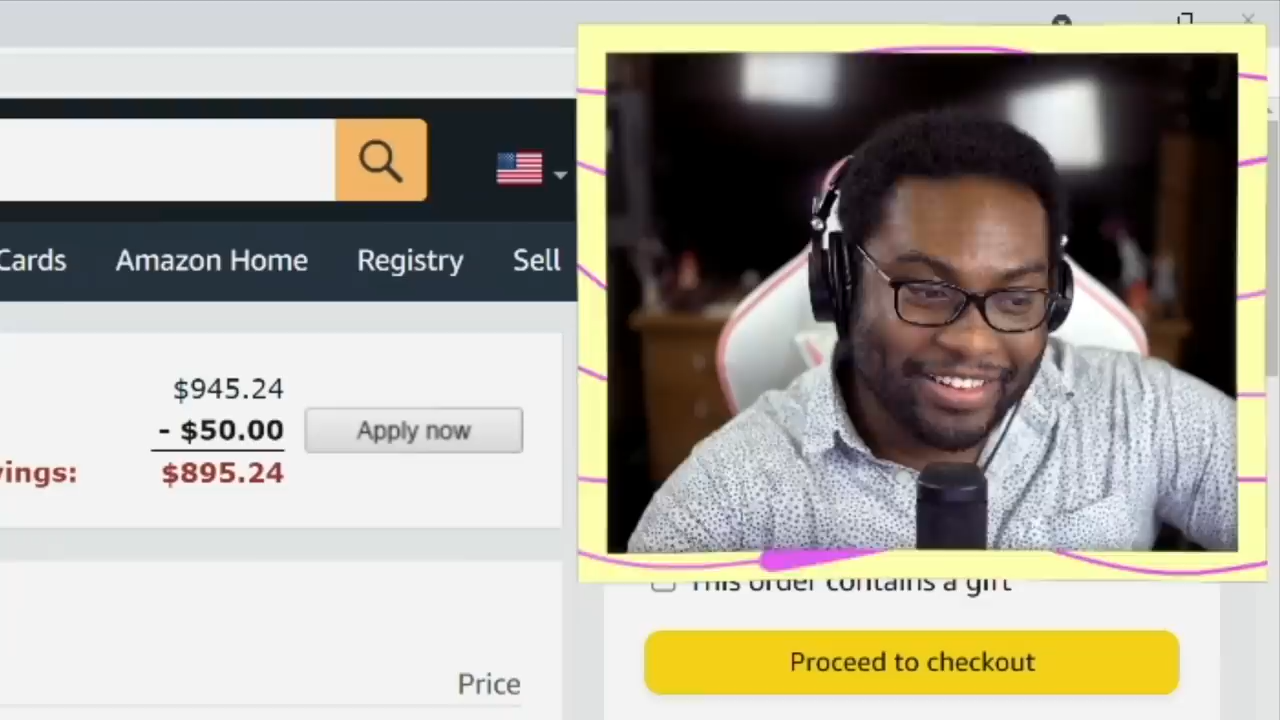 Cards Amazon Home Registry Sell
$945.24
- $50.00 Apply now
vings: $895.24
This order contains a gift
Proceed to checkout
Price